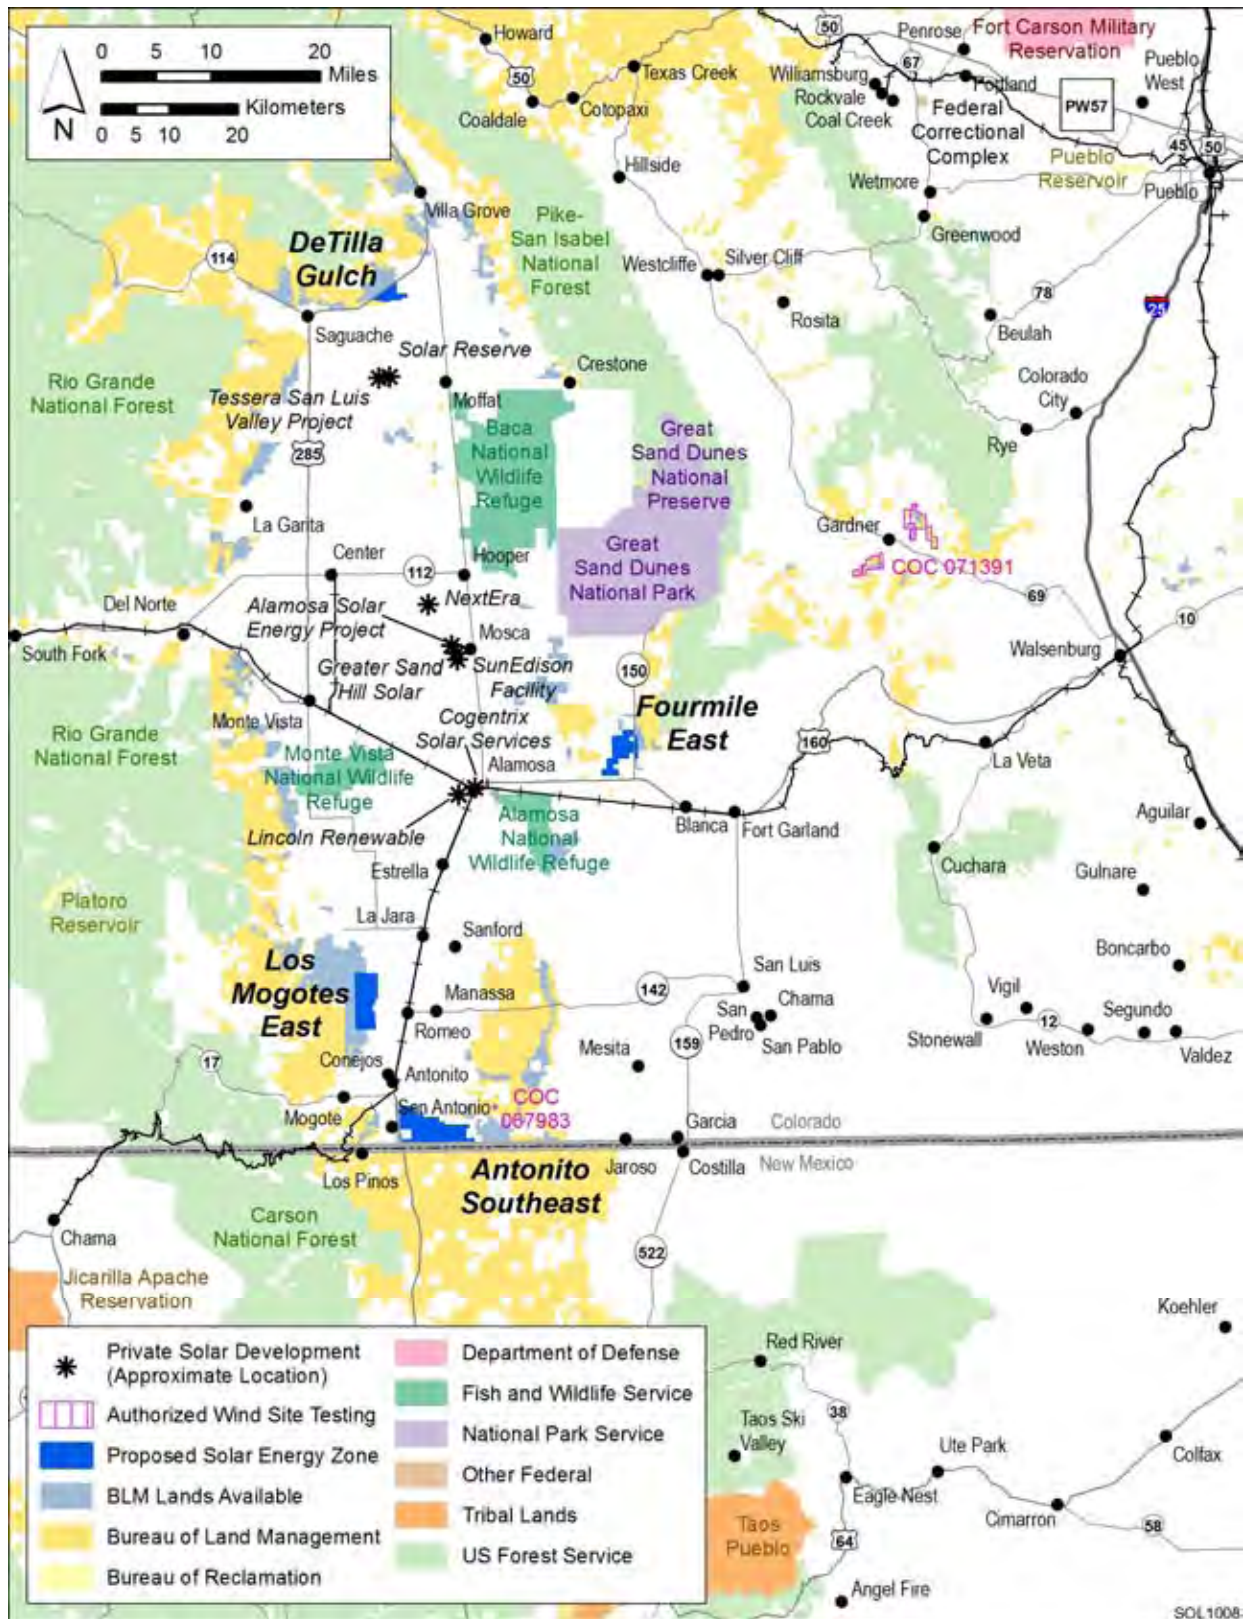 0 10 20
Miles
Kilometers
0 5 10 20
N
Howard
50
Texas Creek
Coaldale
Cotopaxi
Hillside
50
Penrose
Fort Carson Military
Reservation
67
Williamsburg
Rockvale
Coal Creek
Portland
Federal
Correctional
Complex
PW57
Pueblo
West
45
50
Pueblo
Reservoir
Pueblo
Wetmore
Greenwood
Villa Grove
Pike-
San Isabel
National
Forest
DeTilla
Gulch
114
Westcliffe
Silver Cliff
Rosita
78
25
Beulah
Saguache
Solar Reserve
Crestone
Colorado
City
Rye
Rio Grande
National Forest
Tessera San Luis
Valley Project
Moffat
285
Baca
National
Wildlife
Refuge
Great
Sand Dunes
National
Preserve
La Garita
Gardner
COC 071391
Center
112
Hooper
Great
Sand Dunes
National Park
69
10
Del Norte
Alamosa Solar
Energy Project
NextEra
Mosca
South Fork
Greater Sand
Hill Solar
SunEdison
Facility
150
Walsenburg
Monte Vista
Cogentrix
Solar Services
Fourmile
East
160
La Veta
Rio Grande
National Forest
Monte Vista
National Wildlife
Refuge
Alamosa
Lincoln Renewable
Alamosa
National
Wildlife Refuge
Blanca
Fort Garland
Aguilar
Estrella
Cuchara
Gulnare
Platoro
Reservoir
La Jara
Sanford
Boncarbo
Los
Mogotes
East
San Luis
Manassa
142
San
Pedro
Chama
San Pablo
Vigil
Segundo
Romeo
Stonewall
12
Weston
Valdez
Conejos
Mesita
159
17
Antonito
Mogote
San Antonio
COC
067983
Garcia
Colorado
Jaroso
Costilla
New Mexico
Los Pinos
Antonito
Southeast
Chama
Carson
National Forest
522
Jicarilla Apache
Reservation
Koehler
Red River
38
Taos Ski
Valley
Ute Park
Colfax
Eagle Nest
Cimarron
58
Taos
Pueblo
64
Angel Fire
Private Solar Development
(Approximate Location)
Authorized Wind Site Testing
Proposed Solar Energy Zone
BLM Lands Available
Bureau of Land Management
Bureau of Reclamation
Department of Defense
Fish and Wildlife Service
National Park Service
Other Federal
Tribal Lands
US Forest Service
SOL1008